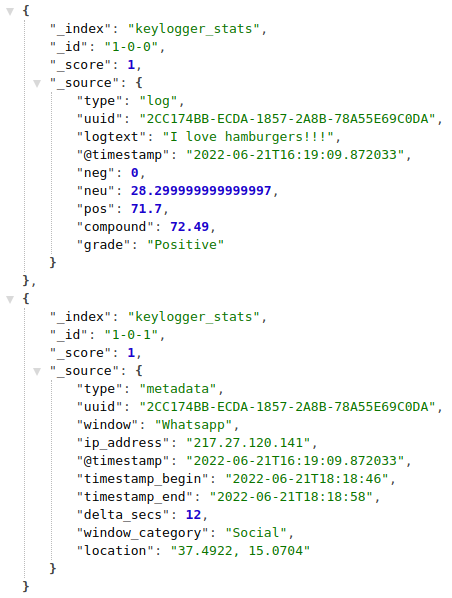 {
"_index": "keylogger_stats",
"_id": "1-0-0",
"_score": 1,
"_source": {
"type": "log",
"uuid": "2CC174BB-ECDA-1857-2A8B-78A55E69C0DA",
"logtext": "I love hamburgers!!!",
"@timestamp": "2022-06-21T16:19:09.872033",
"neg": 0,
"neu": 28.299999999999997,
"pos": 71.7,
"compound": 72.49,
"grade": "Positive"
}
},
{
"_index": "keylogger_stats",
"_id": "1-0-1",
"_score": 1,
"_source": {
"type": "metadata",
"uuid": "2CC174BB-ECDA-1857-2A8B-78A55E69C0DA",
"window": "Whatsapp",
"ip_address": "217.27.120.141",
"@timestamp": "2022-06-21T16:19:09.872033",
"timestamp_begin": "2022-06-21T18:18:46",
"timestamp_end": "2022-06-21T18:18:58",
"delta_secs": 12,
"window_category": "Social",
"location": "37.4922, 15.0704"
}
}